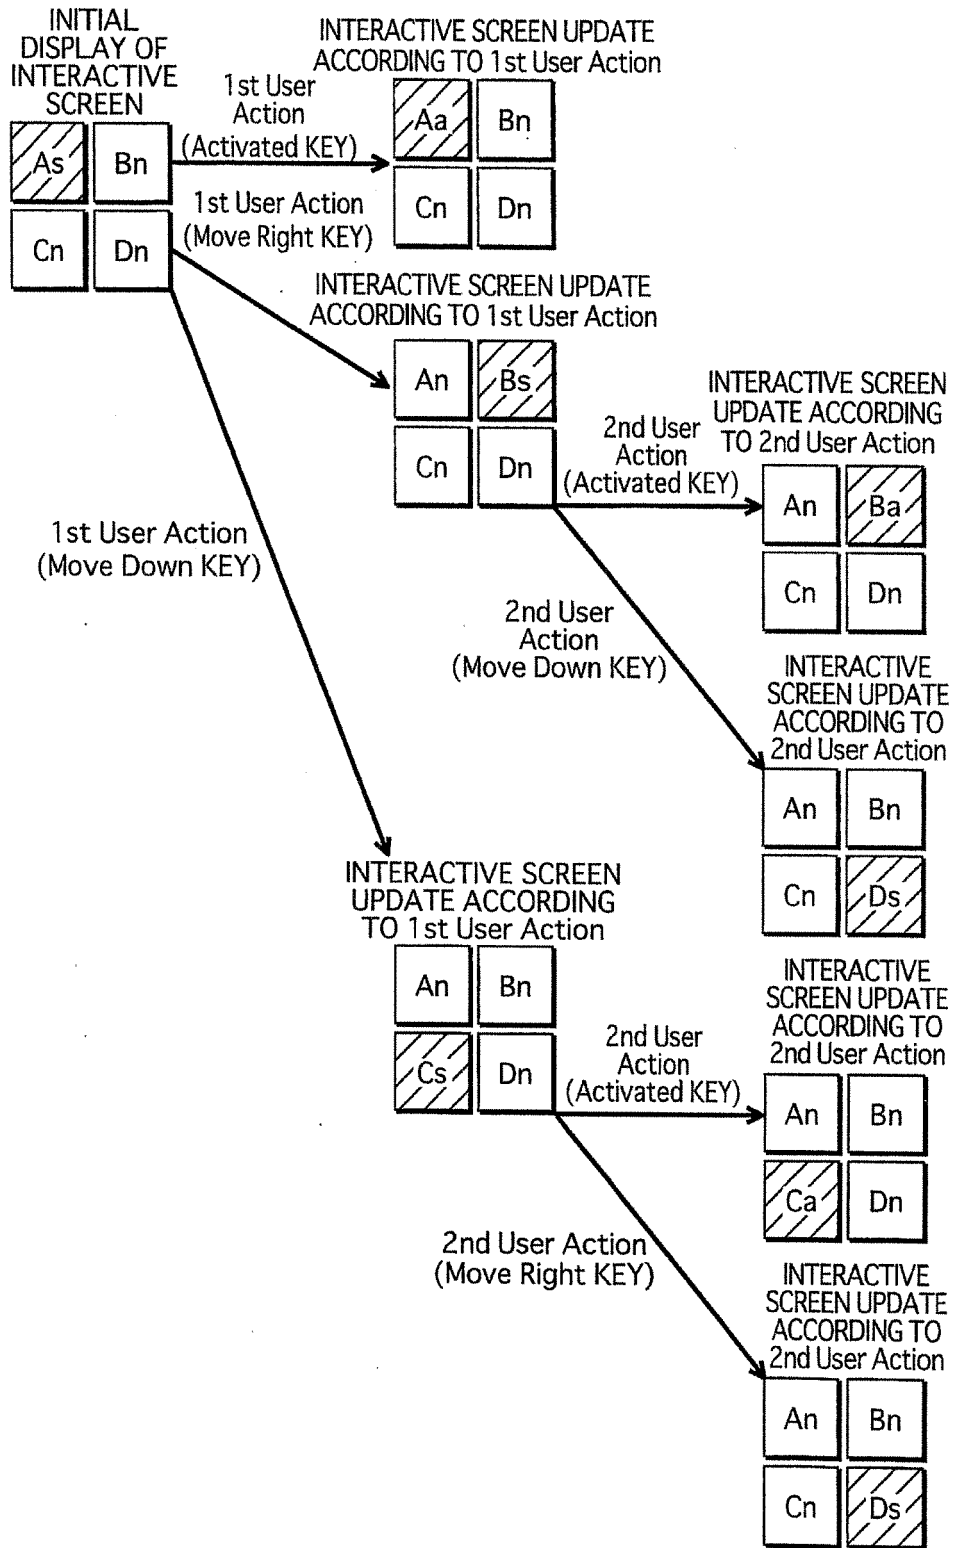 INITIAL
DISPLAY OF
INTERACTIVE
SCREEN
As Bn
Cn Dn
1st User
Action
(Activated KEY)
INTERACTIVE SCREEN UPDATE
ACCORDING TO 1st User Action
Aa Bn
Cn Dn
1st User Action
(Move Right KEY)
INTERACTIVE SCREEN UPDATE
ACCORDING TO 1st User Action
An Bs
Cn Dn
2nd User
Action
(Activated KEY)
INTERACTIVE SCREEN
UPDATE ACCORDING
TO 2nd User Action
An Ba
Cn Dn
2nd User
Action
(Move Down KEY)
INTERACTIVE
SCREEN UPDATE
ACCORDING TO
2nd User Action
An Bn
Cn Ds
1st User Action
(Move Down KEY)
INTERACTIVE SCREEN
UPDATE ACCORDING
TO 1st User Action
An Bn
Cs Dn
2nd User
Action
(Activated KEY)
INTERACTIVE
SCREEN UPDATE
ACCORDING TO
2nd User Action
An Bn
Ca Dn
2nd User Action
(Move Right KEY)
INTERACTIVE
SCREEN UPDATE
ACCORDING TO
2nd User Action
An Bn
Cn Ds